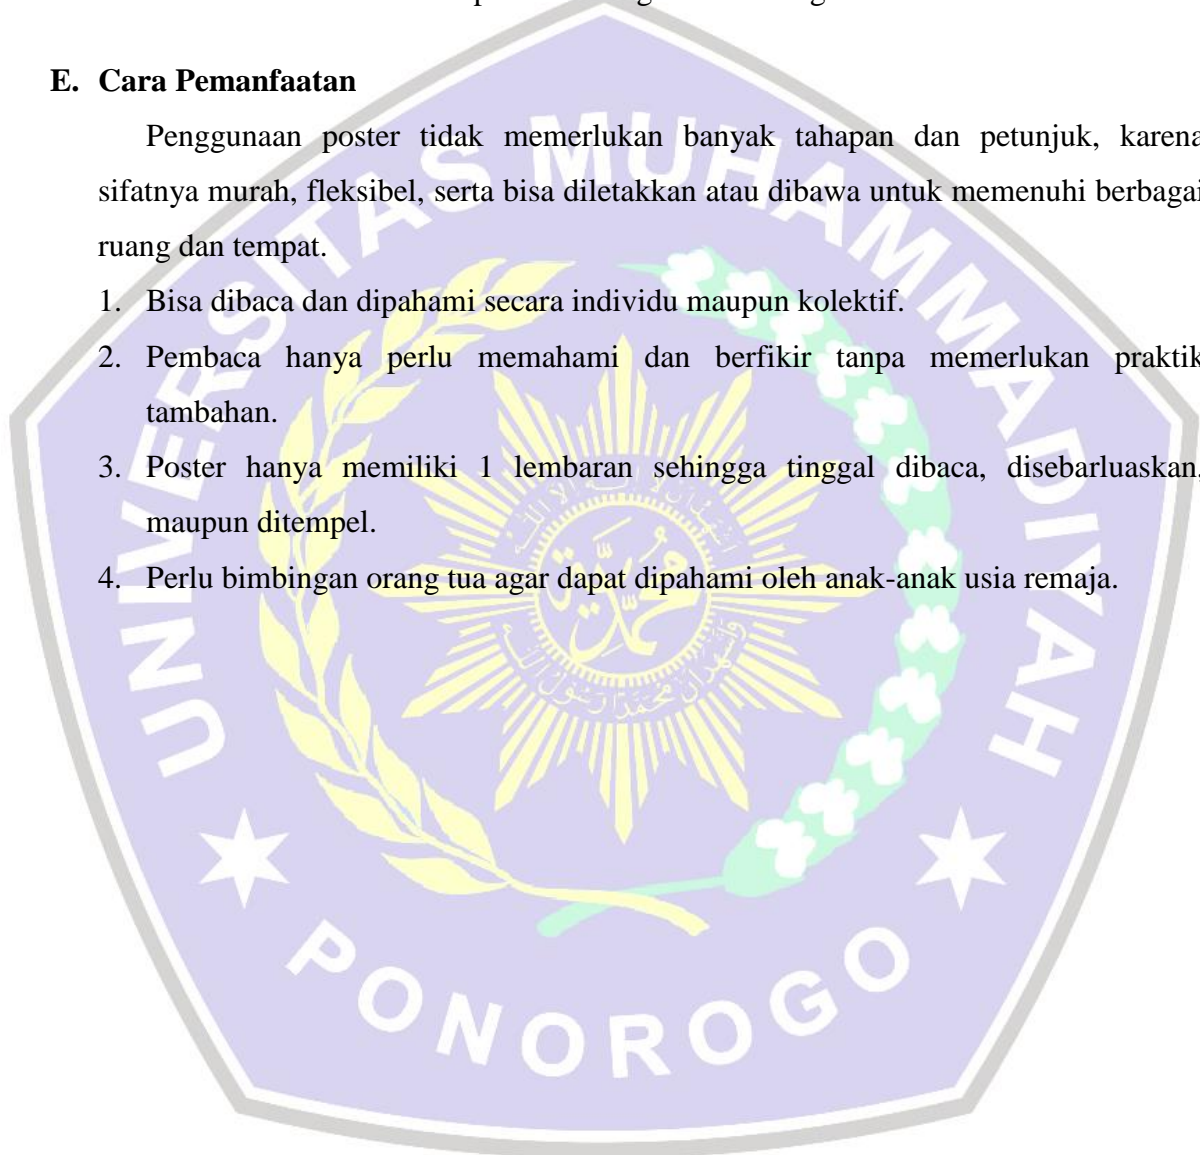 E. Cara Pemanfaatan
Penggunaan poster tidak memerlukan banyak tahapan dan petunjuk, karena
sifatnya murah, fleksibel, serta bisa diletakkan atau dibawa untuk memenuhi berbagai
ruang dan tempat.
1. Bisa dibaca dan dipahami secara individu maupun kolektif.
2. Pembaca hanya perlu memahami dan berfikir tanpa memerlukan praktik
tambahan.
3. Poster hanya memiliki 1 lembaran sehingga tinggal dibaca, disebarluaskan,
maupun ditempel.
4. Perlu bimbingan orang tua agar dapat dipahami oleh anak-anak usia remaja.
UNIVERSITAS MUHAMMADIYAH
PONOROGO
محمدية